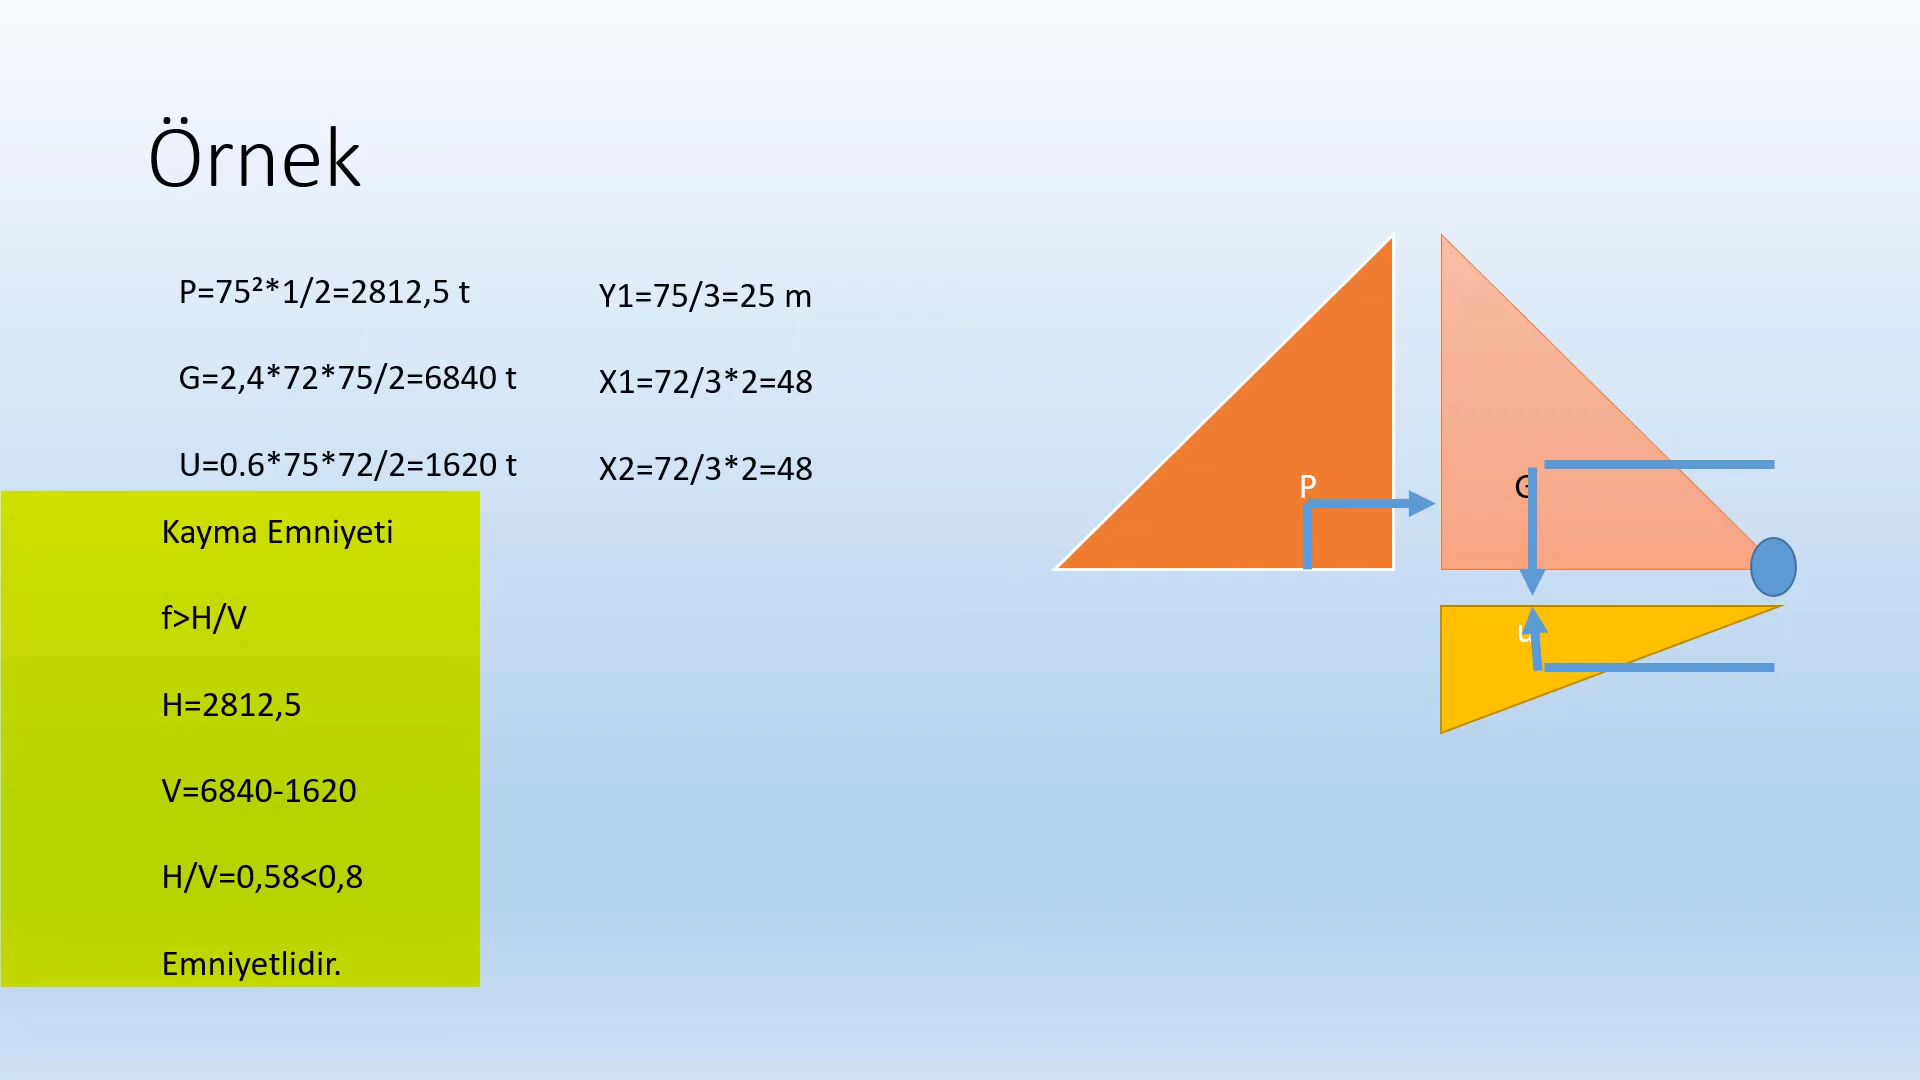 Örnek
P=75²*1/2=2812,5 t
G=2,4*72*75/2=6840 t
U=0.6*75*72/2=1620 t
Y1=75/3=25 m
X1=72/3*2=48
X2=72/3*2=48
Kayma Emniyeti
f>H/V
H=2812,5
V=6840-1620
H/V=0,58<0,8
Emniyetlidir.
P
G
u